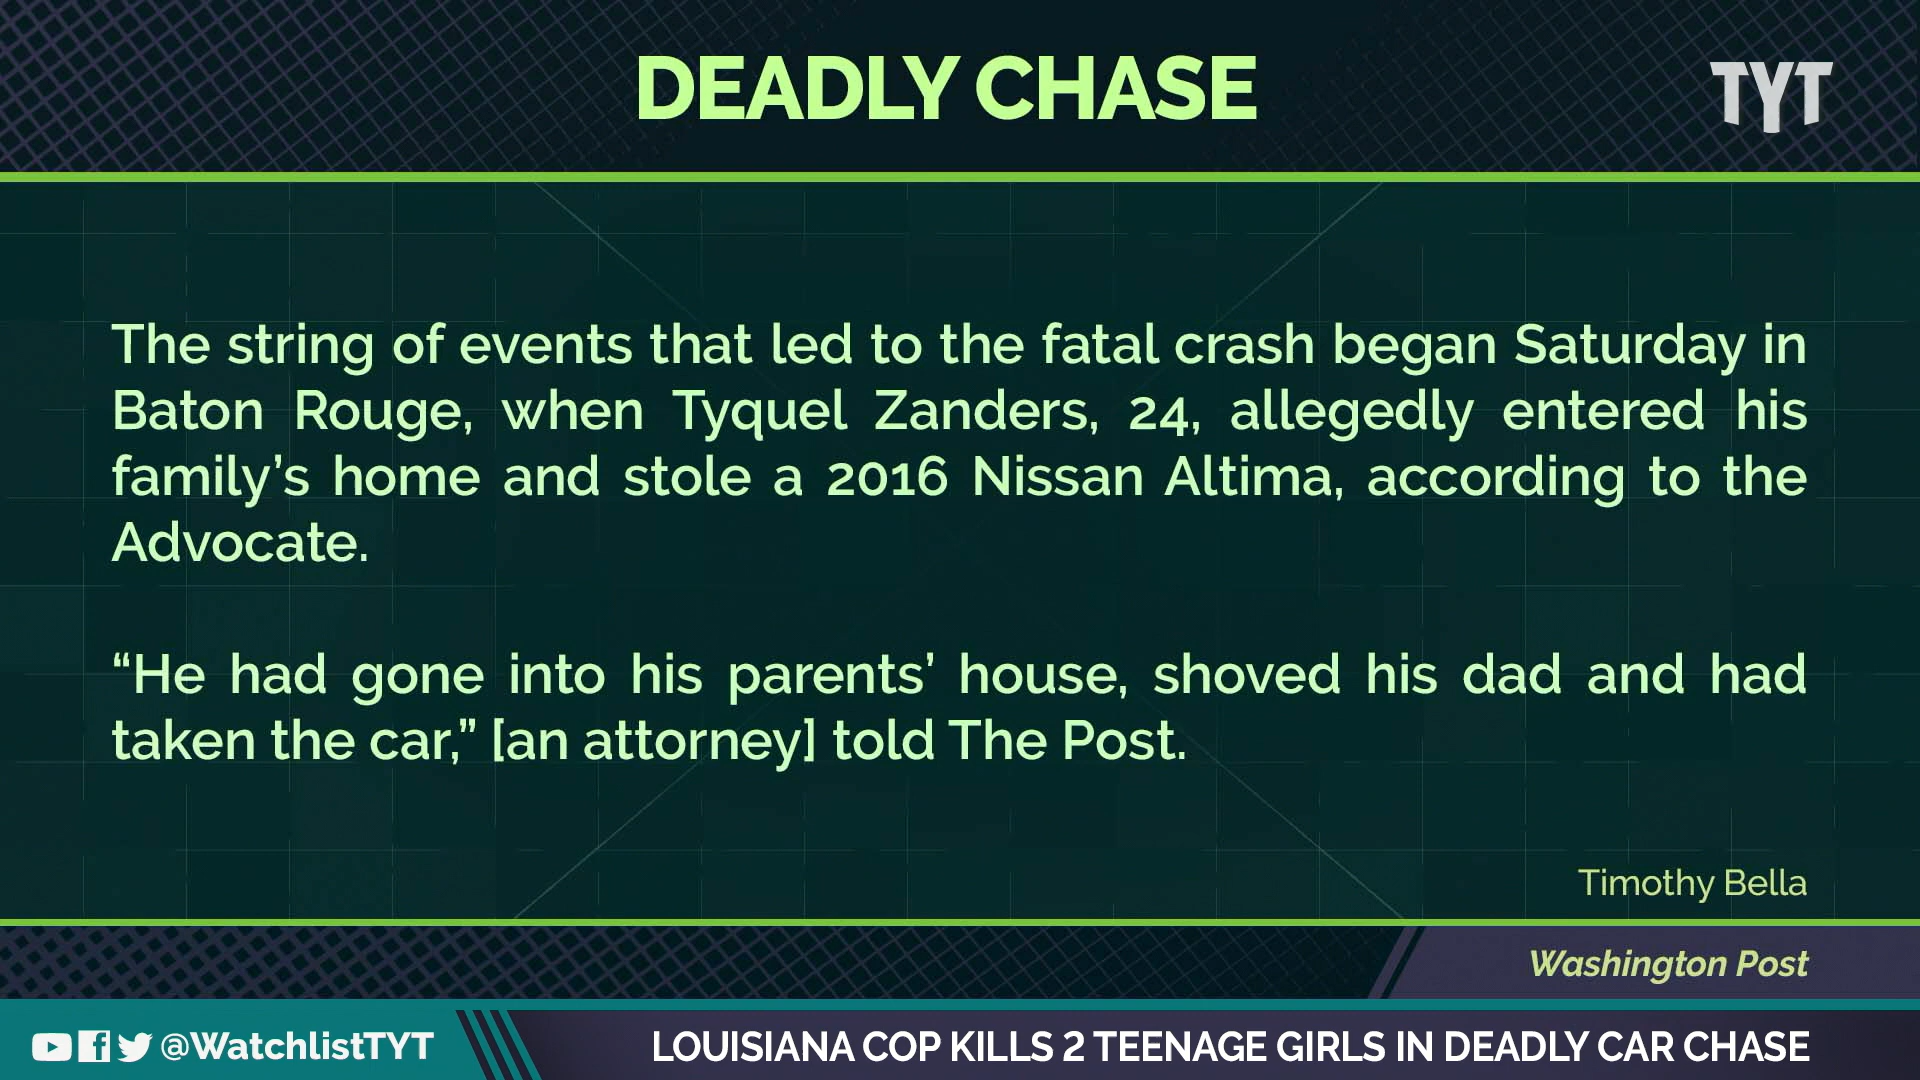 DEADLY CHASE
TYT
The string of events that led to the fatal crash began Saturday in
Baton Rouge, when Tyquel Zanders, 24, allegedly entered his
family’s home and stole a 2016 Nissan Altima, according to the
Advocate.
“He had gone into his parents’ house, shoved his dad and had
taken the car,” [an attorney] told The Post.
Timothy Bella
Washington Post
@WatchlistTYT
LOUISIANA COP KILLS 2 TEENAGE GIRLS IN DEADLY CAR CHASE